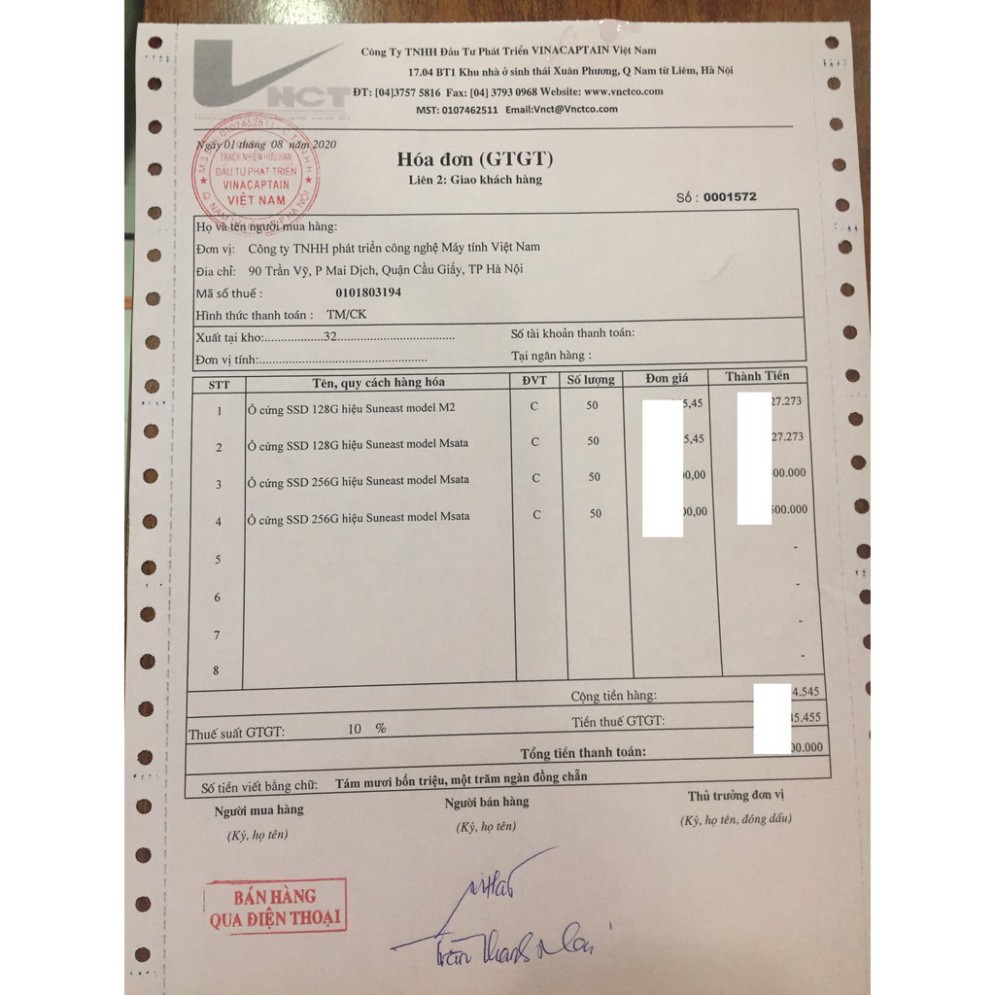 VNCT
Công Ty TNHH Đầu Tư Phát Triển VINACAPTAIN Việt Nam
17.04 BT1 Khu nhà ở sinh thái Xuân Phương, Q Nam từ Liêm, Hà Nội
ĐT: [04]3757 5816 Fax: [04] 3793 0968 Website: www.vnctco.com
MST: 0107462511 Email:Vnct@Vnctco.com
Ngày 01 tháng 08 năm 2020
TRÁCH NHIỆM HỮU HẠN
ĐẦU TƯ PHÁT TRIỂN
VINACAPTAIN
VIỆT NAM
Hóa đơn (GTGT)
Liên 2: Giao khách hàng
Số : 0001572
Họ và tên người mua hàng:
Đơn vị: Công ty TNHH phát triển công nghệ Máy tính Việt Nam
Đia chỉ: 90 Trần Vỹ, P Mai Dịch, Quận Cầu Giấy, TP Hà Nội
Mã số thuế : 0101803194
Hình thức thanh toán : TM/CK
Xuất tại kho:..................32.................................... Số tài khoản thanh toán:
Đơn vị tính:.................................................... Tại ngân hàng :
STT Tên, quy cách hàng hóa ĐVT Số lượng Đơn giá Thành Tiền
1 Ổ cứng SSD 128G hiệu Suneast model M2 C 50 5,45 27.273
2 Ổ cứng SSD 128G hiệu Suneast model Msata C 50 5,45 27.273
3 Ổ cứng SSD 256G hiệu Suneast model Msata C 50 00,00 00.000
4 Ổ cứng SSD 256G hiệu Suneast model Msata C 50 00,00 500.000
5 -
6 -
7 -
8 -
Cộng tiền hàng: 4.545
Thuế suất GTGT: 10 % Tiền thuế GTGT: 45.455
Tổng tiền thanh toán: 00.000
Số tiền viết bằng chữ: Tám mươi bốn triệu, một trăm ngàn đồng chẵn
Người mua hàng Người bán hàng Thủ trưởng đơn vị
(Ký, họ tên) (Ký, họ tên) (Ký, họ tên, đóng dấu)
BÁN HÀNG
QUA ĐIỆN THOẠI
Trần Thanh